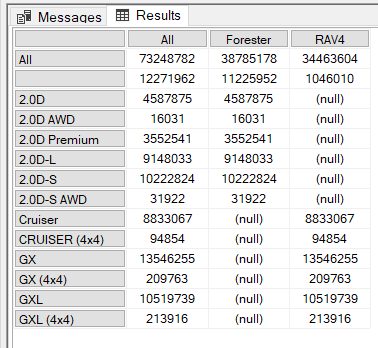 Messages Results
All Forester RAV4
All 73248782 38785178 34463604
12271962 11225952 1046010
2.0D 4587875 4587875 (null)
2.0D AWD 16031 16031 (null)
2.0D Premium 3552541 3552541 (null)
2.0D-L 9148033 9148033 (null)
2.0D-S 10222824 10222824 (null)
2.0D-S AWD 31922 31922 (null)
Cruiser 8833067 (null) 8833067
CRUISER (4x4) 94854 (null) 94854
GX 13546255 (null) 13546255
GX (4x4) 209763 (null) 209763
GXL 10519739 (null) 10519739
GXL (4x4) 213916 (null) 213916